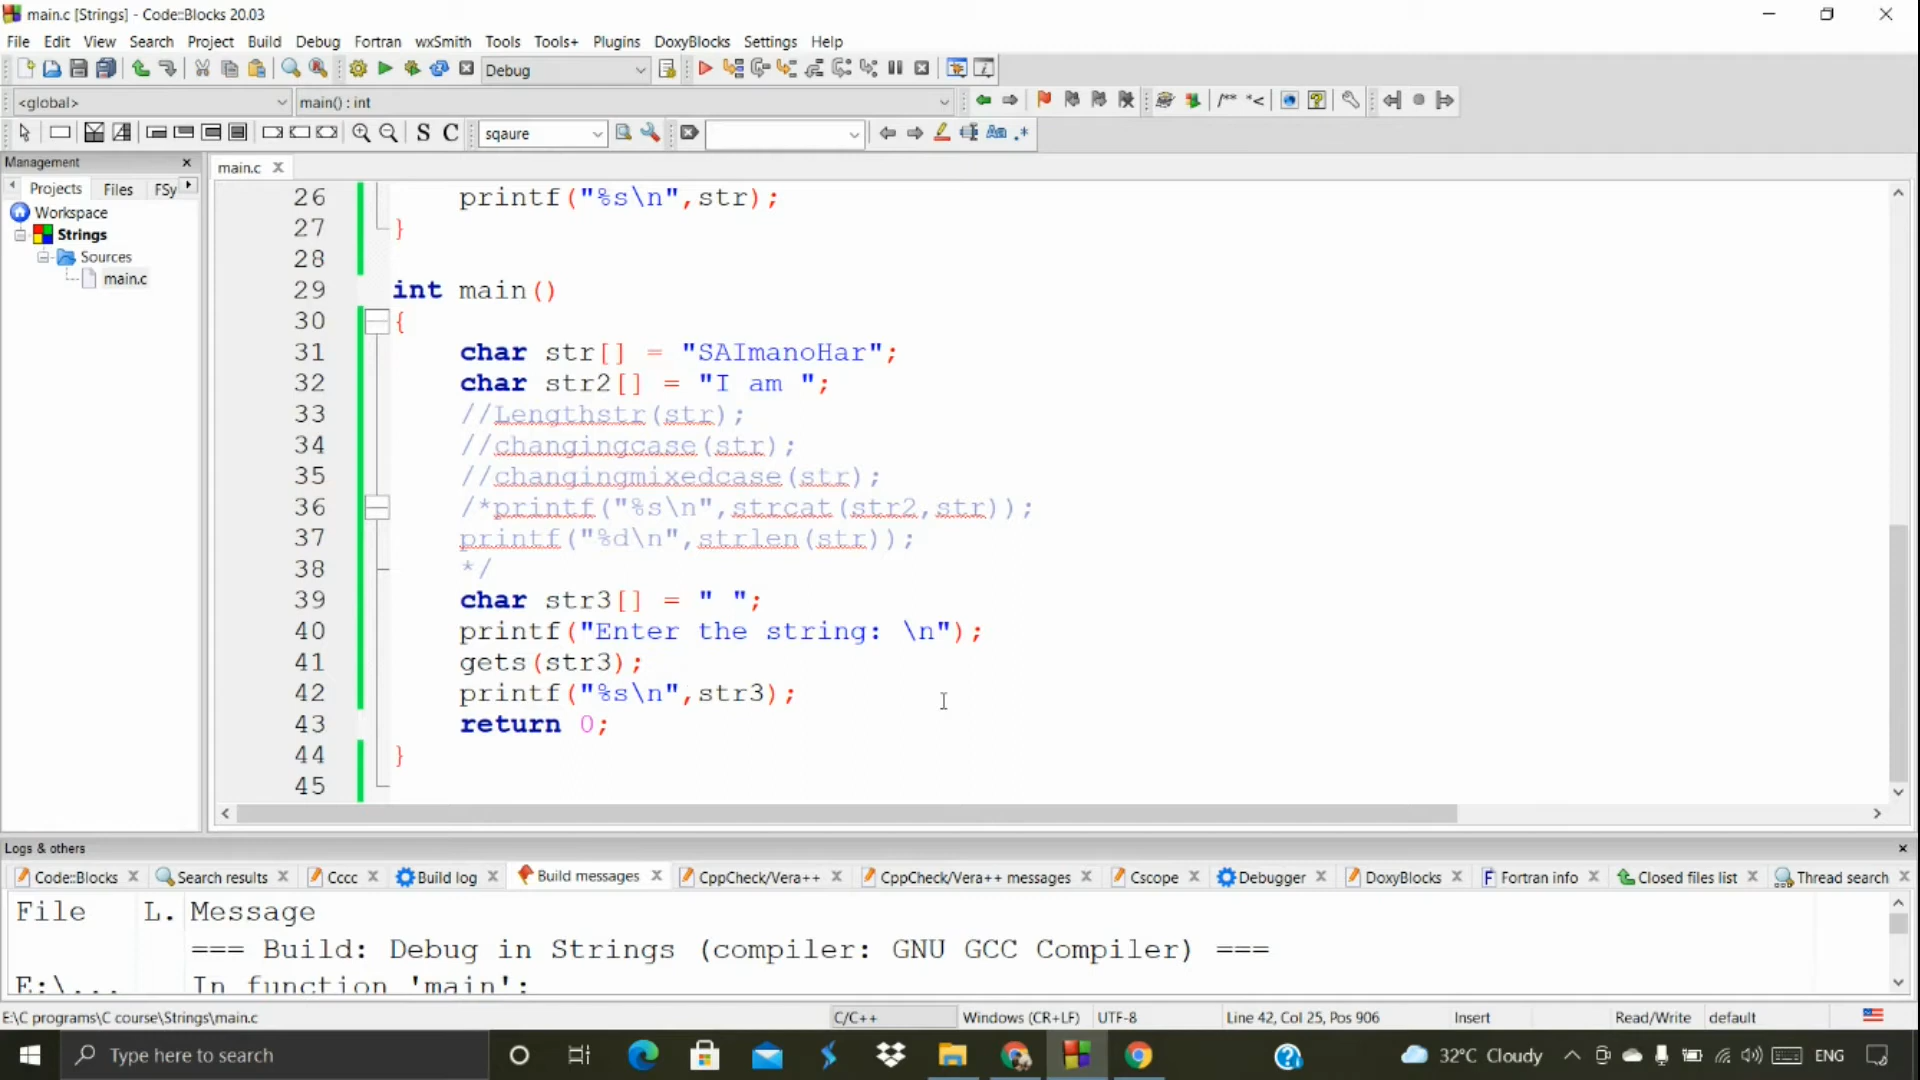 main.c [Strings] - Code::Blocks 20.03
File Edit View Search Project Build Debug Fortran wxSmith Tools Tools+ Plugins DoxyBlocks Settings Help
Debug
<global> main() : int
/** *<
S C sqaure Aa .*
Management
main.c
Projects Files FSy
Workspace
Strings
Sources
main.c
26 printf("%s\n",str);
27 }
28
29 int main()
30 {
31 char str[] = "SAImanoHar";
32 char str2[] = "I am ";
33 //Lengthstr(str);
34 //changingcase(str);
35 //changingmixedcase(str);
36 /*printf("%s\n",strcat(str2,str));
37 printf("%d\n",strlen(str));
38 */
39 char str3[] = " ";
40 printf("Enter the string: \n");
41 gets(str3);
42 printf("%s\n",str3);
43 return 0;
44 }
45
Logs & others
Code::Blocks Search results Cccc Build log Build messages CppCheck/Vera++ CppCheck/Vera++ messages Cscope Debugger DoxyBlocks Fortran info Closed files list Thread search
File L. Message
=== Build: Debug in Strings (compiler: GNU GCC Compiler) ===
E:\... In function 'main':
E:\C programs\C course\Strings\main.c C/C++ Windows (CR+LF) UTF-8 Line 42, Col 25, Pos 906 Insert Read/Write default
Type here to search 32°C Cloudy ENG